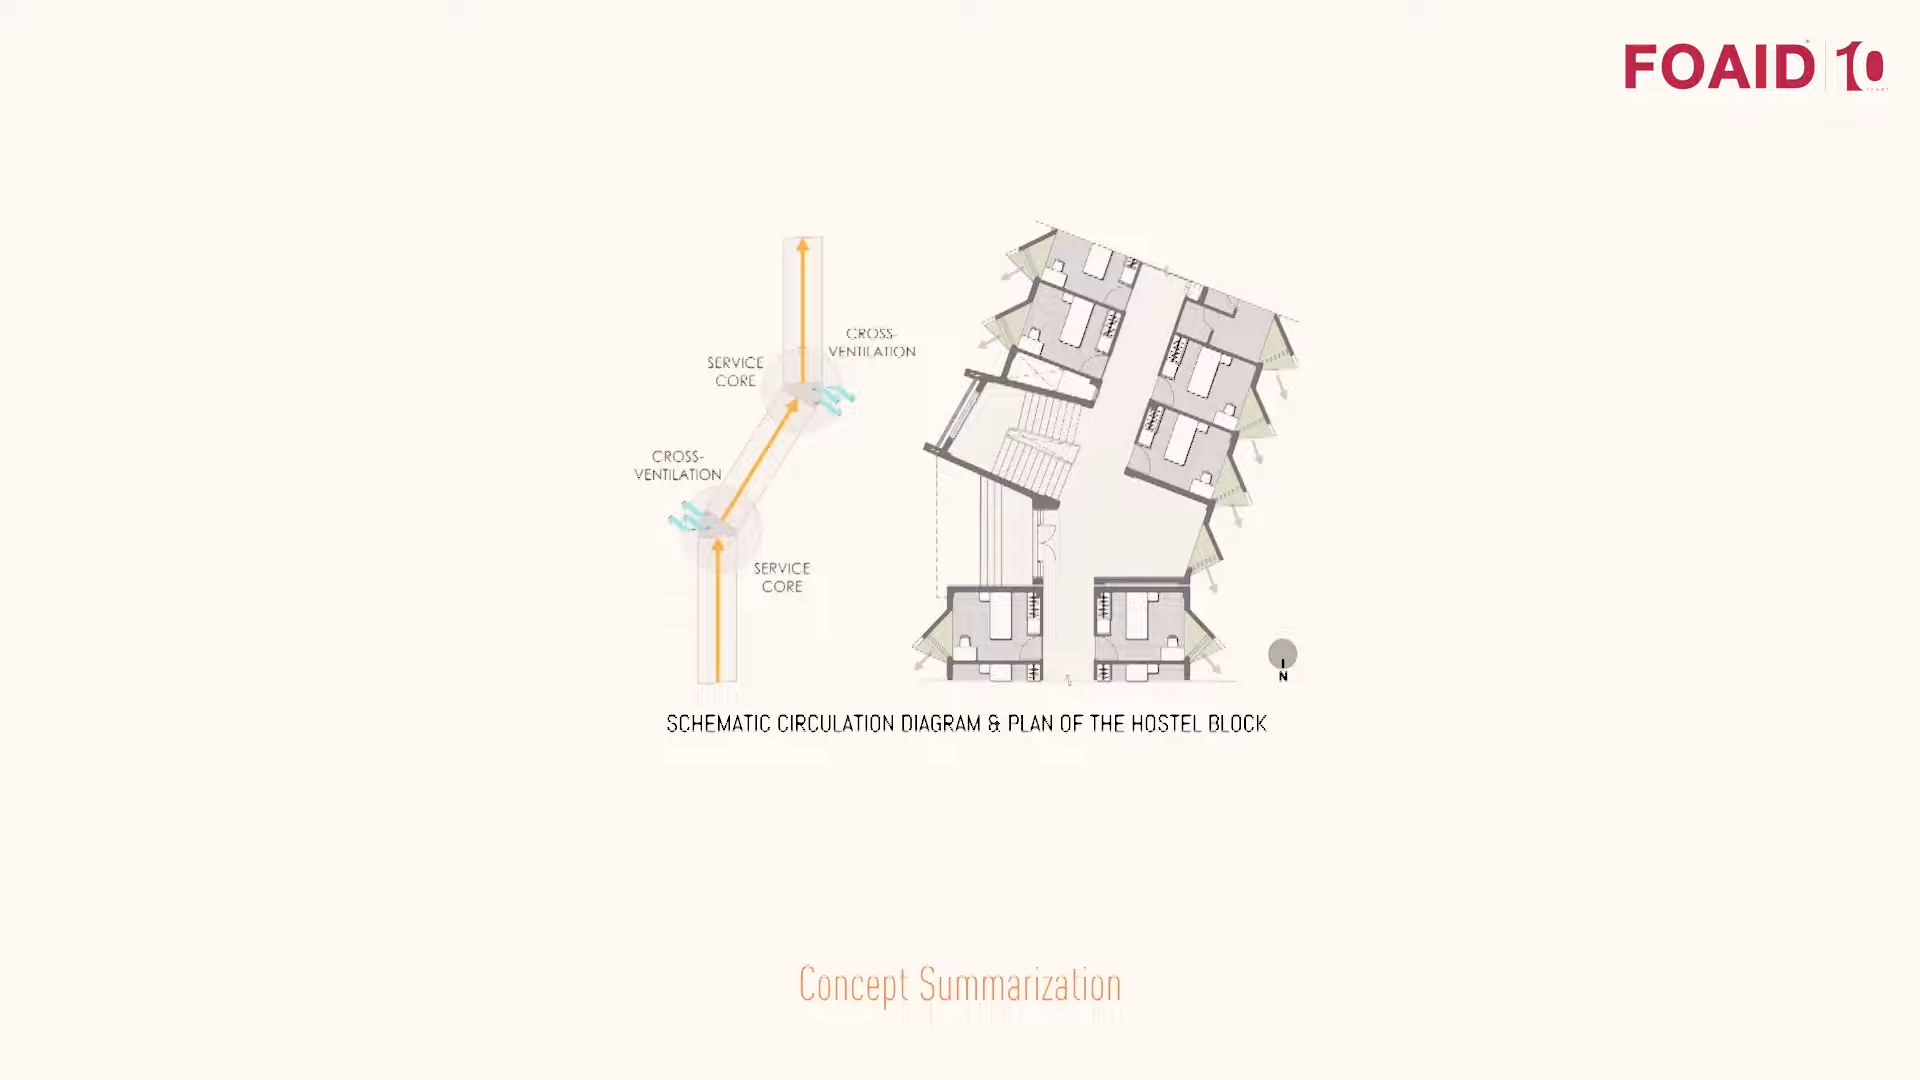 FOAID 10
CROSS-
VENTILATION
SERVICE
CORE
CROSS-
VENTILATION
SERVICE
CORE
N
SCHEMATIC CIRCULATION DIAGRAM & PLAN OF THE HOSTEL BLOCK
Concept Summarization